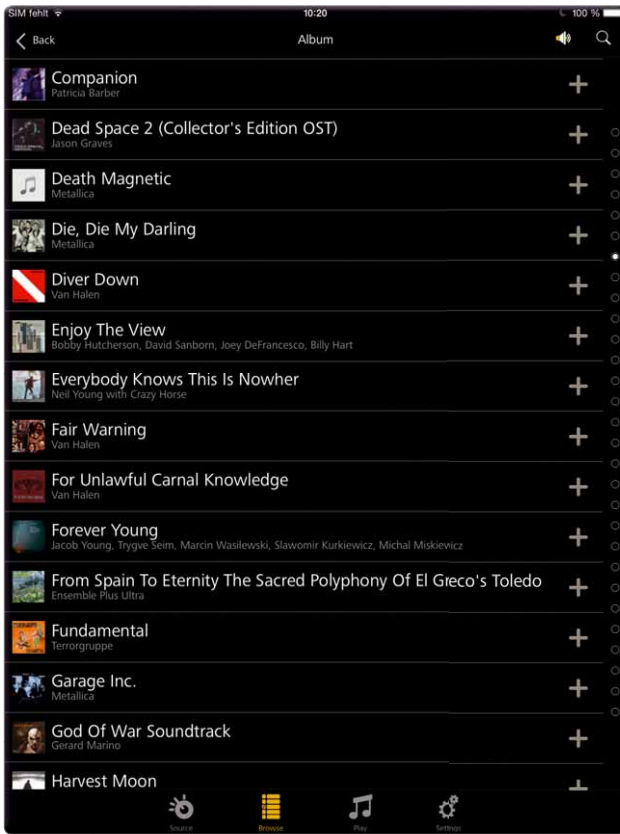 SIM fehlt 10:20 100 %
Back Album
Companion
Patricia Barber
Dead Space 2 (Collector's Edition OST)
Jason Graves
Death Magnetic
Metallica
Die, Die My Darling
Metallica
Diver Down
Van Halen
Enjoy The View
Bobby Hutcherson, David Sanborn, Joey DeFrancesco, Billy Hart
Everybody Knows This Is Nowher
Neil Young with Crazy Horse
Fair Warning
Van Halen
For Unlawful Carnal Knowledge
Van Halen
Forever Young
Jacob Young, Trygve Seim, Marcin Wasilewski, Slawomir Kurkiewicz, Michal Miskievicz
From Spain To Eternity The Sacred Polyphony Of El Greco's Toledo
Ensemble Plus Ultra
Fundamental
Terrorgruppe
Garage Inc.
Metallica
God Of War Soundtrack
Gerard Marino
Harvest Moon
Source Browse Play Settings